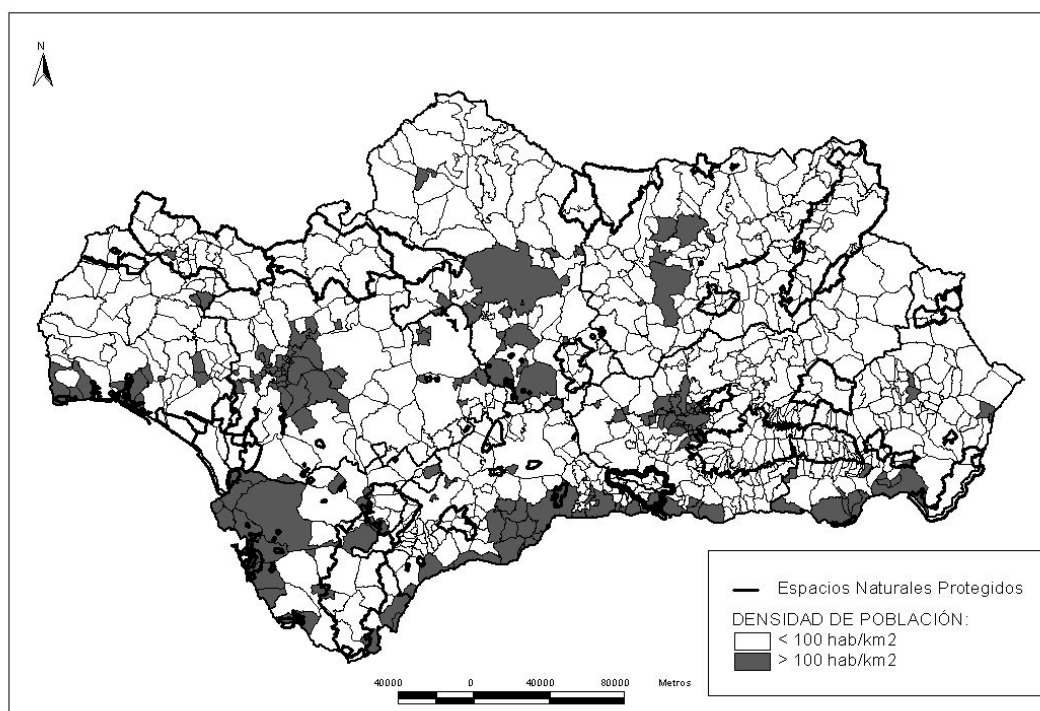 N
Espacios Naturales Protegidos
DENSIDAD DE POBLACIÓN:
< 100 hab/km2
> 100 hab/km2
40000 0 40000 80000 Metros